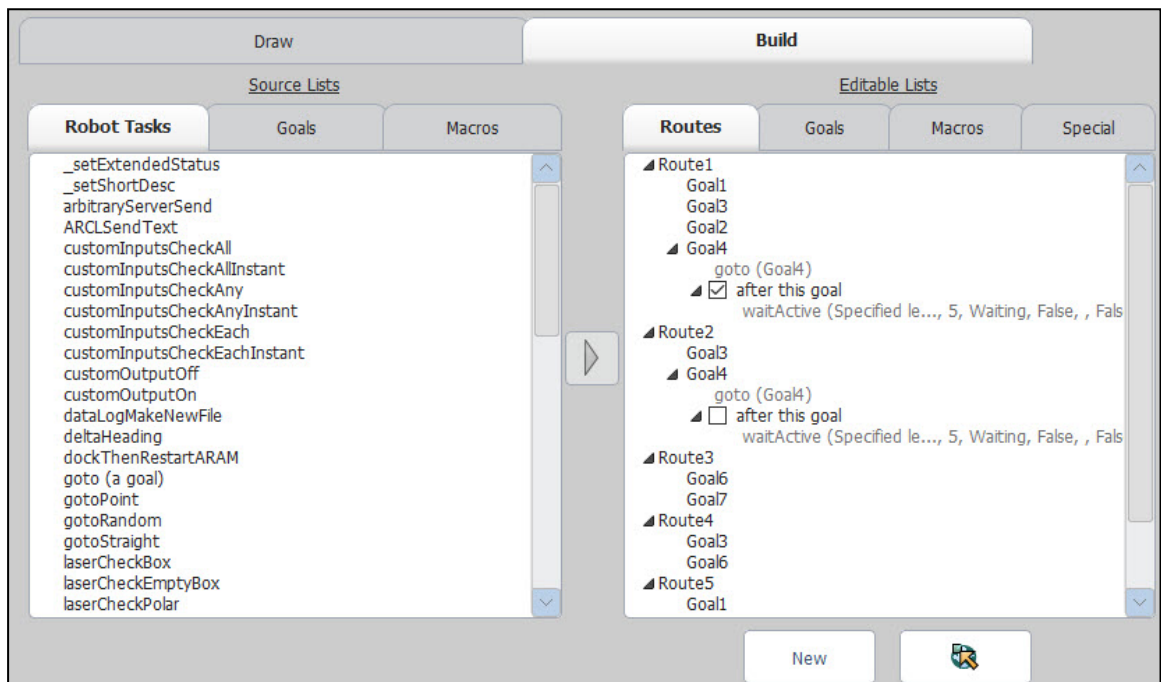 Draw
Build
Source Lists
Editable Lists
Robot Tasks
Goals
Macros
Routes
Goals
Macros
Special
_setExtendedStatus
_setShortDesc
arbitraryServerSend
ARCLSendText
customInputsCheckAll
customInputsCheckAllInstant
customInputsCheckAny
customInputsCheckAnyInstant
customInputsCheckEach
customInputsCheckEachInstant
customOutputOff
customOutputOn
dataLogMakeNewFile
deltaHeading
dockThenRestartARAM
goto (a goal)
gotoPoint
gotoRandom
gotoStraight
laserCheckBox
laserCheckEmptyBox
laserCheckPolar
Route1
Goal1
Goal3
Goal2
Goal4
goto (Goal4)
after this goal
waitActive (Specified le..., 5, Waiting, False, , Fals
Route2
Goal3
Goal4
goto (Goal4)
after this goal
waitActive (Specified le..., 5, Waiting, False, , Fals
Route3
Goal6
Goal7
Route4
Goal3
Goal6
Route5
Goal1
New